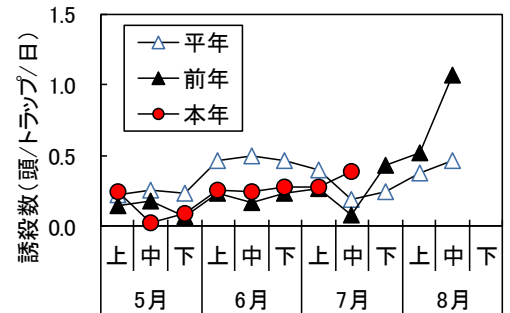 誘殺数(頭/トラップ/日)
1.5
1.0
0.5
0.0
平年
前年
本年
上 中 下 上 中 下 上 中 下 上 中 下
5月 6月 7月 8月